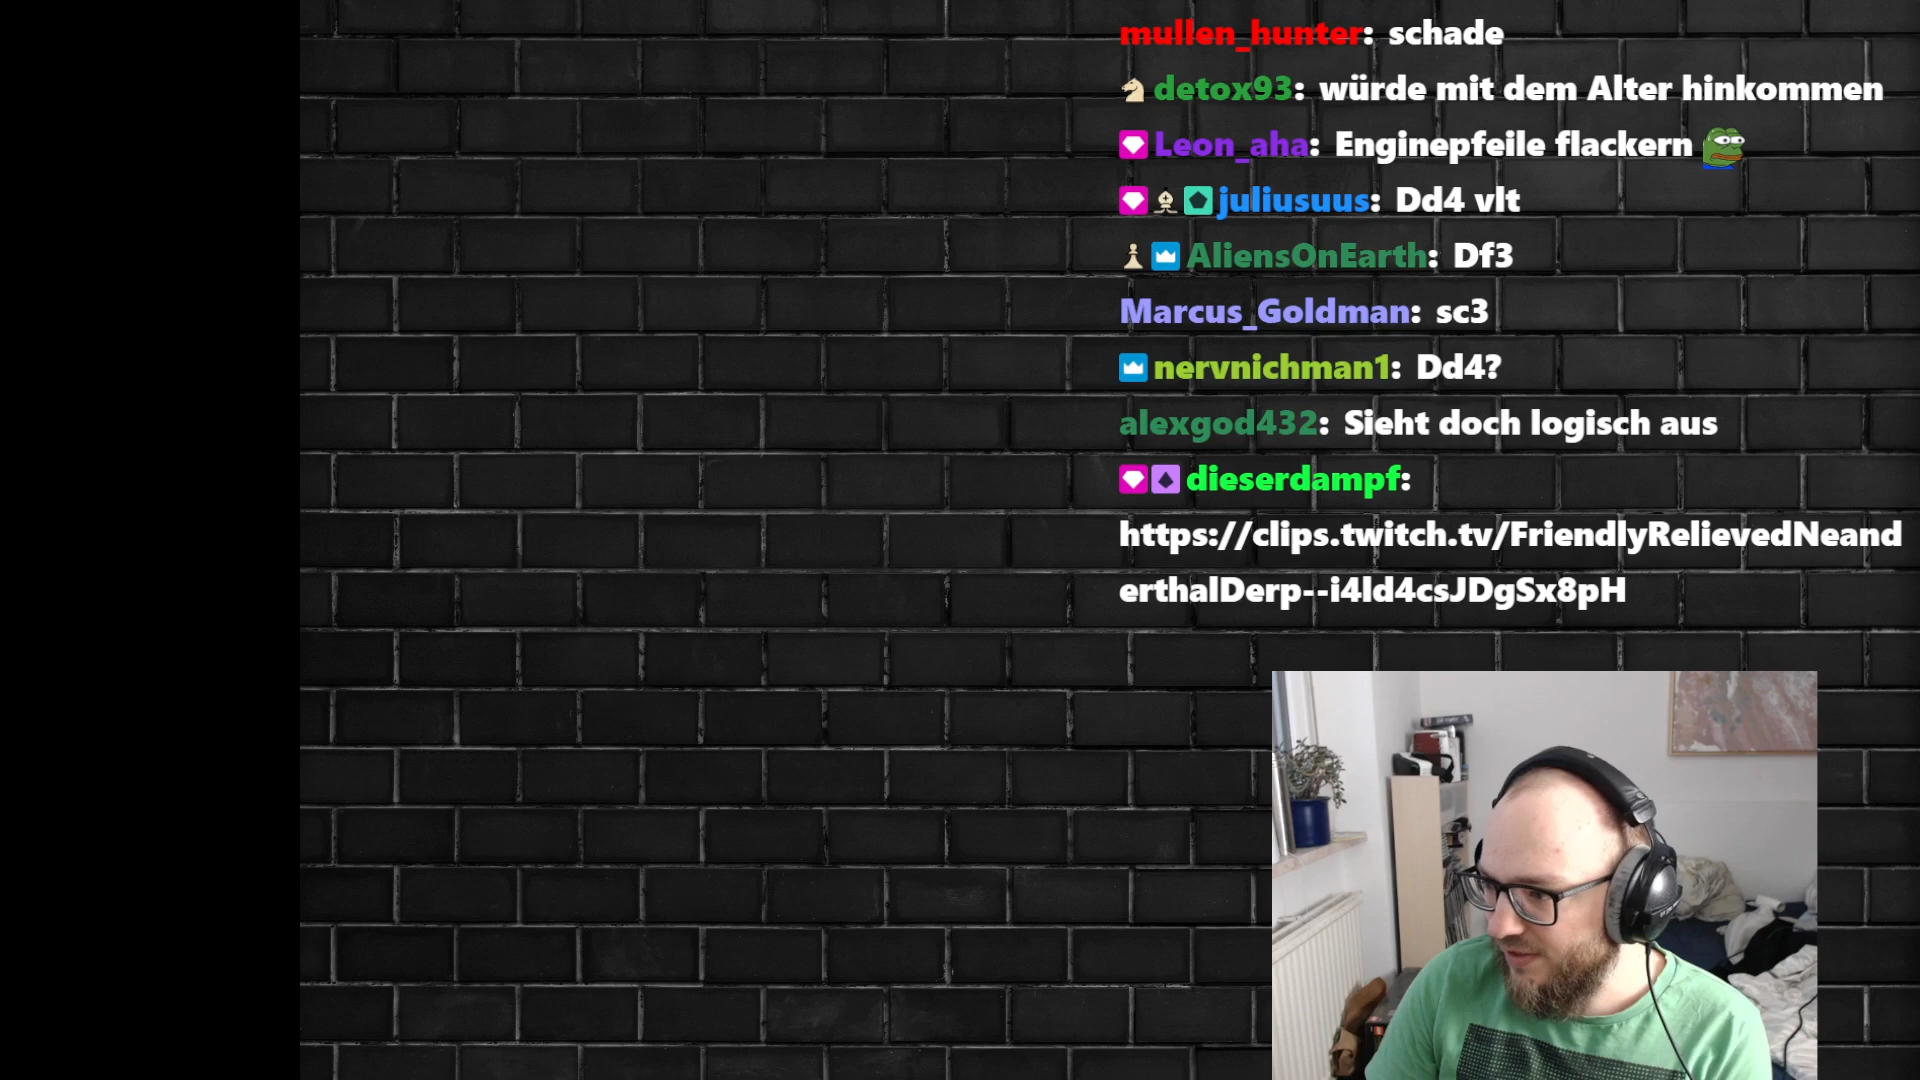 mullen_hunter: schade
detox93: würde mit dem Alter hinkommen
Leon_aha: Enginepfeile flackern
juliusuus: Dd4 vlt
AliensOnEarth: Df3
Marcus_Goldman: sc3
nervnichman1: Dd4?
alexgod432: Sieht doch logisch aus
dieserdampf:
https://clips.twitch.tv/FriendlyRelievedNeand
erthalDerp--i4ld4csJDgSx8pH